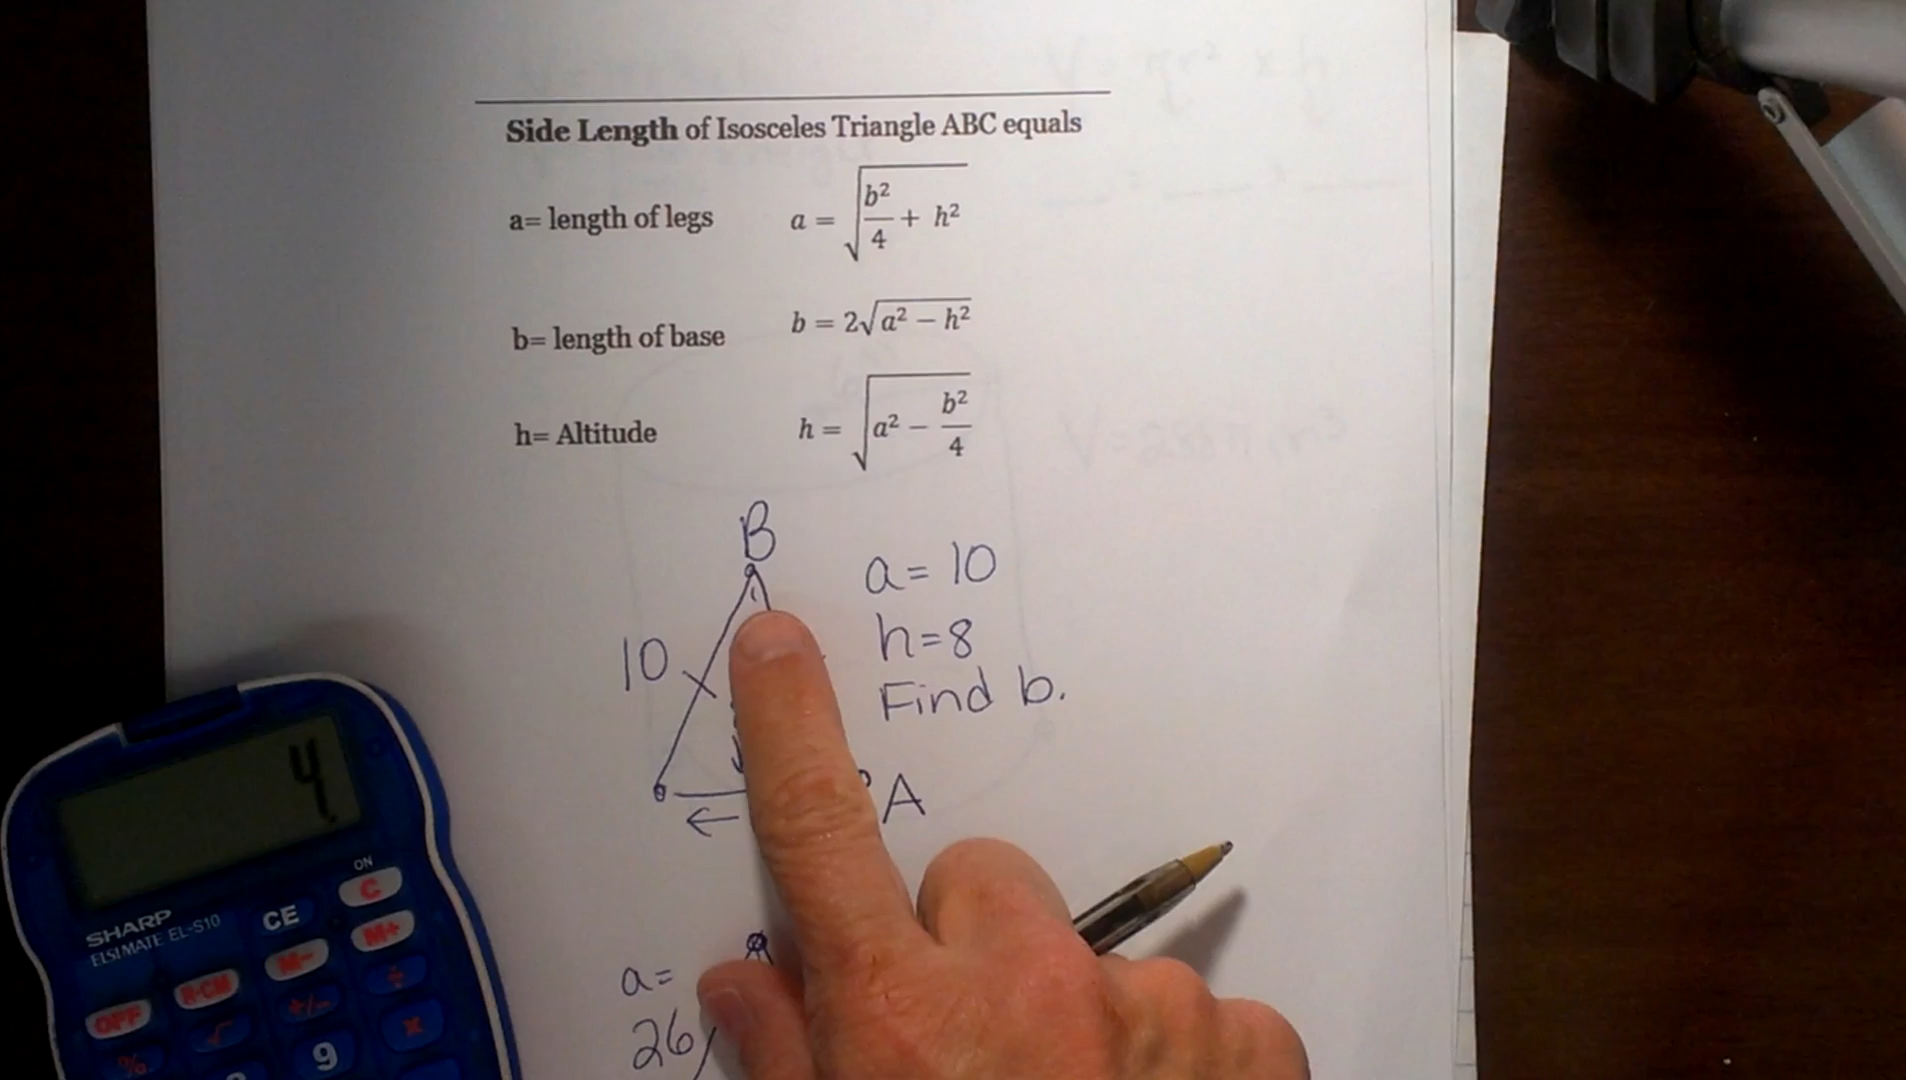 Side Length of Isosceles Triangle ABC equals
a= length of legs a = √(b²/4 + h²)
b= length of base b = 2√(a² − h²)
h= Altitude h = √(a² − b²/4)
B
a = 10
10
h=8
Find b.
A
a=
26
4.
ON
C
SHARP
ELSIMATE EL-S10
CE
M+
M-
R·CM
÷
OFF
+/−
√
x
%
9